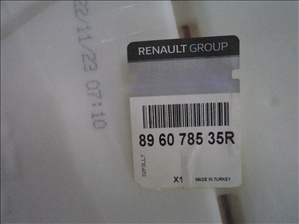 22/11/23 07:10
RENAULT GROUP
89 60 785 35R
X1
MADE IN TURKEY